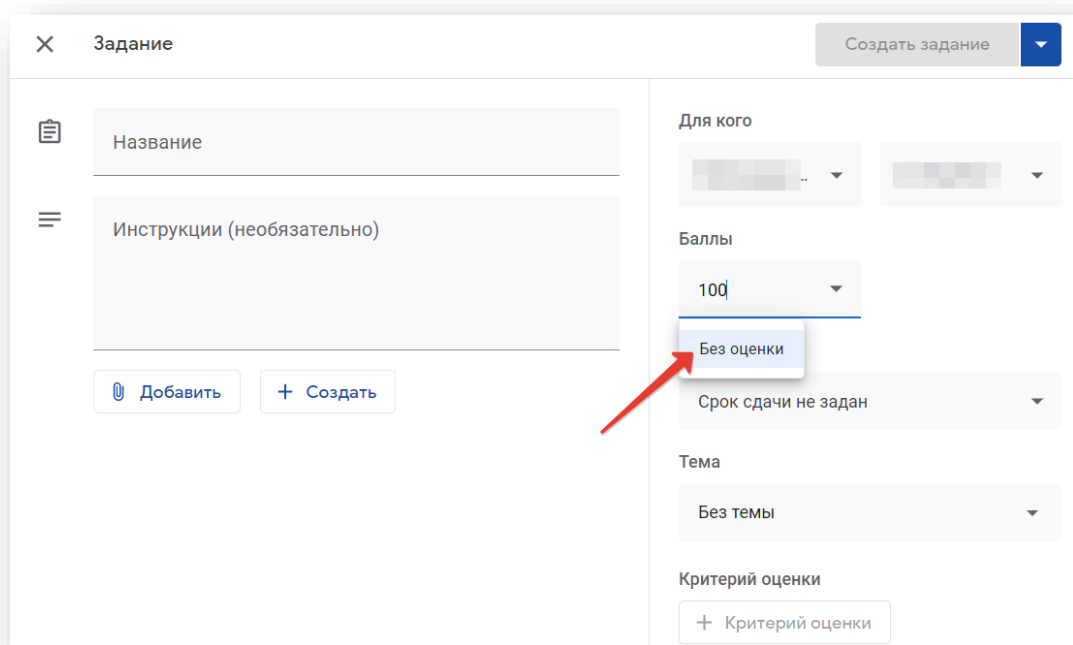 Задание
Создать задание
Название
Инструкции (необязательно)
Добавить
Создать
Для кого
Баллы
100
Без оценки
Срок сдачи не задан
Тема
Без темы
Критерий оценки
Критерий оценки